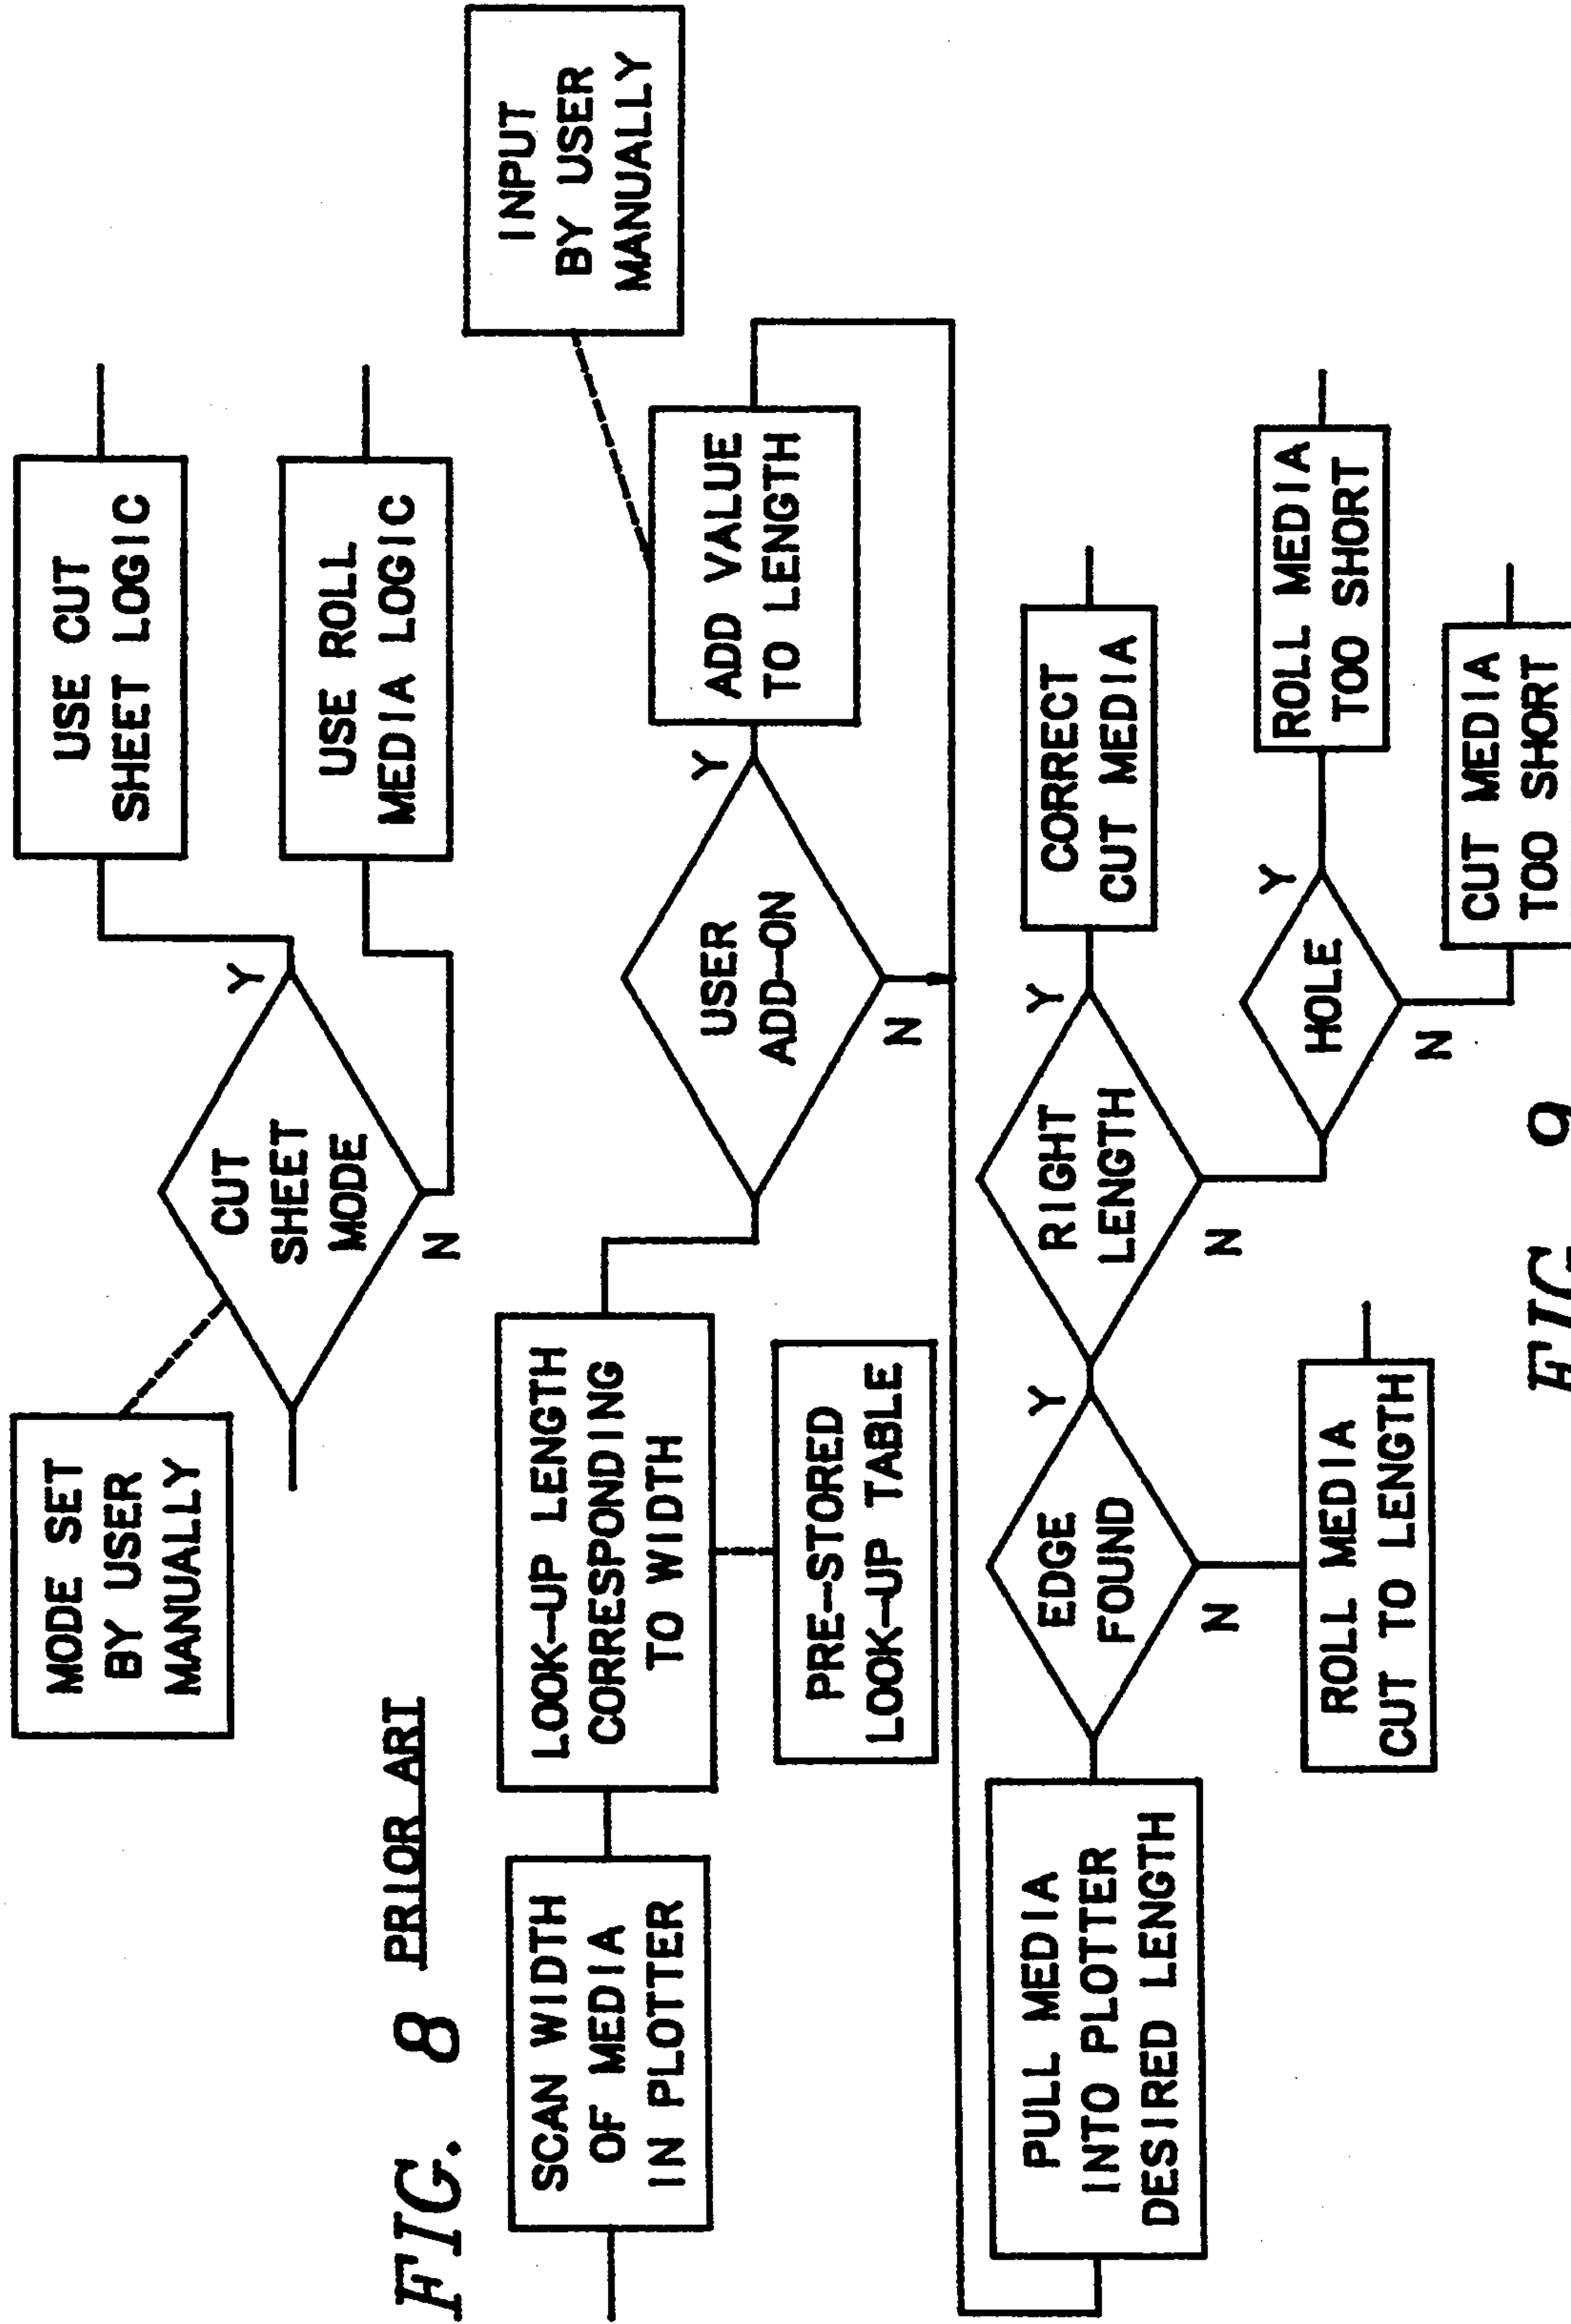 MODE SET
BY USER
MANUALLY
CUT
SHEET
MODE
Y
N
USE CUT
SHEET LOGIC
USE ROLL
MEDIA LOGIC
FIG. 8 PRIOR ART
SCAN WIDTH
OF MEDIA
IN PLOTTER
LOOK-UP LENGTH
CORRESPONDING
TO WIDTH
PRE-STORED
LOOK-UP TABLE
USER
ADD-ON
Y
N
ADD VALUE
TO LENGTH
INPUT
BY USER
MANUALLY
PULL MEDIA
INTO PLOTTER
DESIRED LENGTH
EDGE
FOUND
Y
N
ROLL MEDIA
CUT TO LENGTH
RIGHT
LENGTH
Y
N
CORRECT
CUT MEDIA
HOLE
Y
N
ROLL MEDIA
TOO SHORT
CUT MEDIA
TOO SHORT
FIG. 9